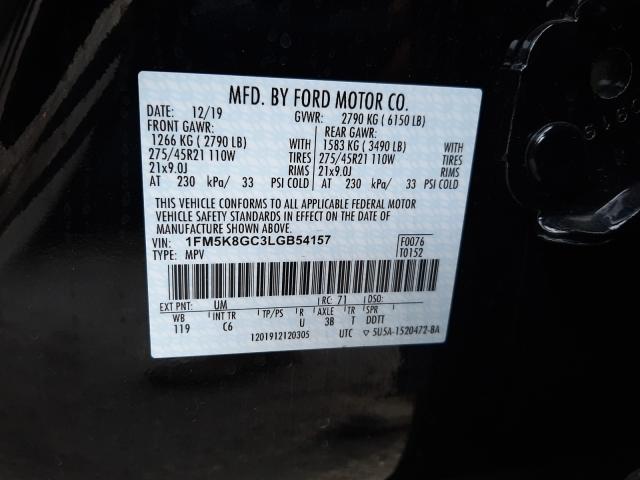 MFD. BY FORD MOTOR CO.
DATE: 12/19 GVWR: 2790 KG ( 6150 LB)
FRONT GAWR: REAR GAWR:
1266 KG ( 2790 LB) WITH 1583 KG ( 3490 LB) WITH
275/45R21 110W TIRES 275/45R21 110W TIRES
21x9.0J RIMS 21x9.0J RIMS
AT 230 kPa/ 33 PSI COLD AT 230 kPa/ 33 PSI COLD
THIS VEHICLE CONFORMS TO ALL APPLICABLE FEDERAL MOTOR
VEHICLE SAFETY STANDARDS IN EFFECT ON THE DATE OF
MANUFACTURE SHOWN ABOVE.
VIN: 1FM5K8GC3LGB54157 F0076
TYPE: MPV T0152
EXT PNT: UM RC: 71 DSO:
WB INT TR TP/PS R AXLE TR SPR
119 C6 U 3B T DDTT
1201912120305 UTC ▽ 5U5A-1520472-BA